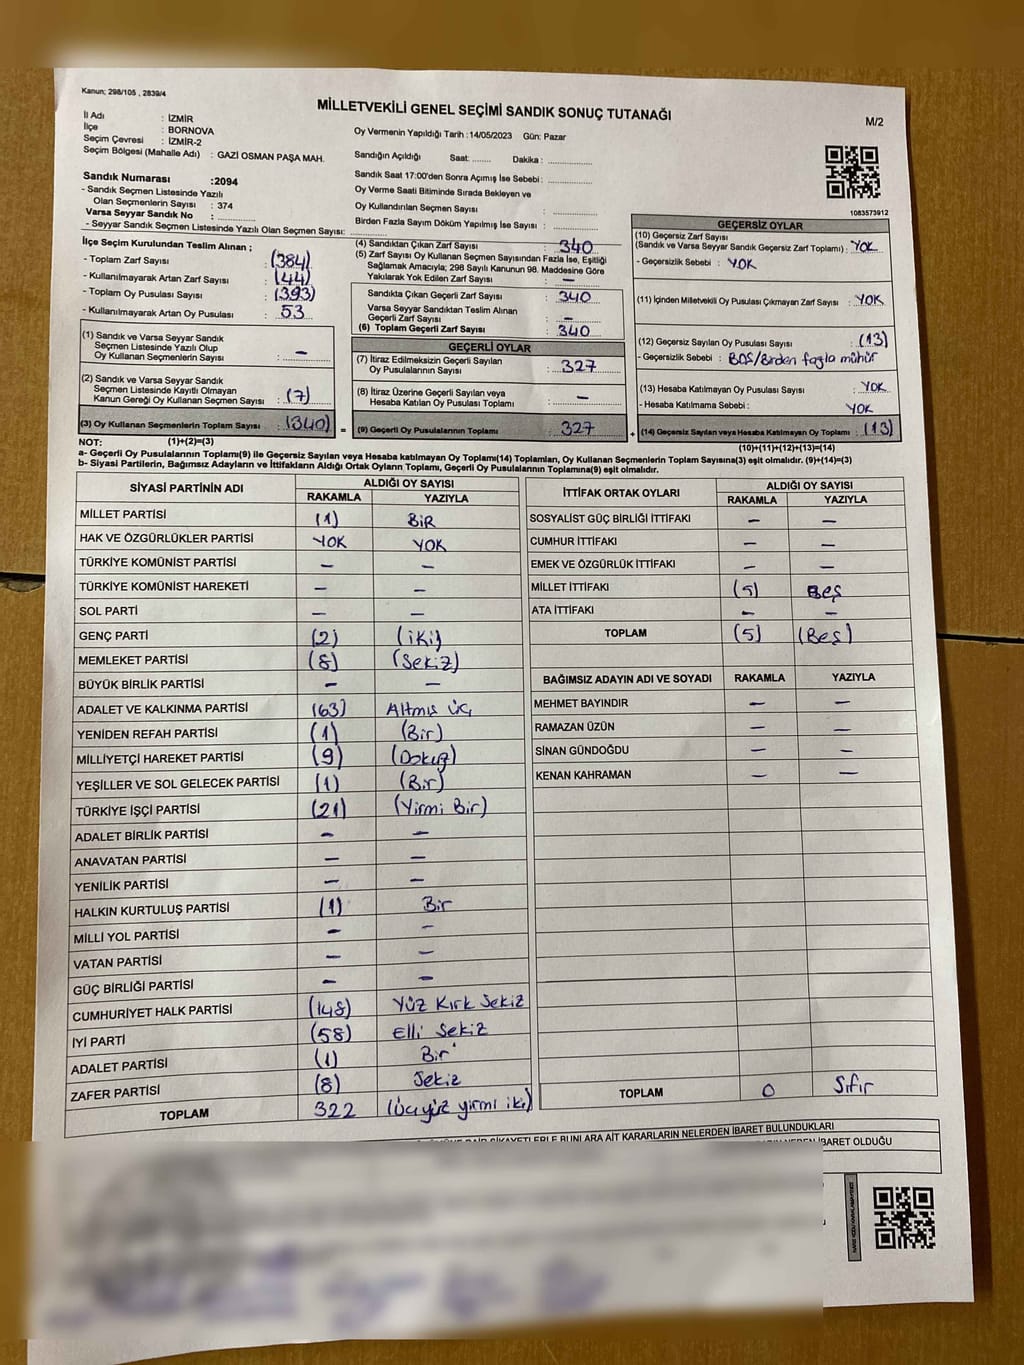 Kanun; 298/105 , 2839/4
MİLLETVEKİLİ GENEL SEÇİMİ SANDIK SONUÇ TUTANAĞI
M/2
İl Adı : İZMİR
İlçe : BORNOVA
Seçim Çevresi : İZMİR-2
Seçim Bölgesi (Mahalle Adı) : GAZİ OSMAN PAŞA MAH.
Sandık Numarası :2094
- Sandık Seçmen Listesinde Yazılı
Olan Seçmenlerin Sayısı : 374
Varsa Seyyar Sandık No : ............
- Seyyar Sandık Seçmen Listesinde Yazılı Olan Seçmen Sayısı: ............
Oy Vermenin Yapıldığı Tarih :14/05/2023 Gün: Pazar
Sandığın Açıldığı Saat: ........ Dakika : ............
Sandık Saat 17:00'den Sonra Açımış İse Sebebi : ............
Oy Verme Saati Bitiminde Sırada Bekleyen ve
Oy Kullandırılan Seçmen Sayısı : ............
Birden Fazla Sayım Döküm Yapılmış İse Sayısı : ............
1083573912
İlçe Seçim Kurulundan Teslim Alınan ;
- Toplam Zarf Sayısı : (384)
- Kullanılmayarak Artan Zarf Sayısı : (44)
- Toplam Oy Pusulası Sayısı : (393)
- Kullanılmayarak Artan Oy Pusulası : 53
(1) Sandık ve Varsa Seyyar Sandık
Seçmen Listesinde Yazılı Olup
Oy Kullanan Seçmenlerin Sayısı : -
(2) Sandık ve Varsa Seyyar Sandık
Seçmen Listesinde Kayıtlı Olmayan
Kanun Gereği Oy Kullanan Seçmen Sayısı : (7)
(3) Oy Kullanan Seçmenlerin Toplam Sayısı : (340)
(4) Sandıktan Çıkan Zarf Sayısı : 340
(5) Zarf Sayısı Oy Kullanan Seçmen Sayısından Fazla İse, Eşitliği
Sağlamak Amacıyla; 298 Sayılı Kanunun 98. Maddesine Göre
Yakılarak Yok Edilen Zarf Sayısı : -
Sandıkta Çıkan Geçerli Zarf Sayısı : 340
Varsa Seyyar Sandıktan Teslim Alınan
Geçerli Zarf Sayısı : -
(6) Toplam Geçerli Zarf Sayısı : 340
GEÇERLİ OYLAR
(7) İtiraz Edilmeksizin Geçerli Sayılan
Oy Pusulalarının Sayısı : 327
(8) İtiraz Üzerine Geçerli Sayılan veya
Hesaba Katılan Oy Pusulası Toplamı : -
= (9) Geçerli Oy Pusulalarının Toplamı : 327
GEÇERSİZ OYLAR
(10) Geçersiz Zarf Sayısı
(Sandık ve Varsa Seyyar Sandık Geçersiz Zarf Toplamı) : YOK
- Geçersizlik Sebebi : YOK
(11) İçinden Milletvekili Oy Pusulası Çıkmayan Zarf Sayısı : YOK
(12) Geçersiz Sayılan Oy Pusulası Sayısı : (13)
- Geçersizlik Sebebi : BOŞ/Birden fazla mühür
(13) Hesaba Katılmayan Oy Pusulası Sayısı : YOK
- Hesaba Katılmama Sebebi : YOK
+ (14) Geçersiz Sayılan veya Hesaba Katılmayan Oy Toplamı : (13)
NOT: (1)+(2)=(3) (10)+(11)+(12)+(13)=(14)
a- Geçerli Oy Pusulalarının Toplamı(9) ile Geçersiz Sayılan veya Hesaba katılmayan Oy Toplam(14) Toplamları, Oy Kullanan Seçmenlerin Toplam Sayısına(3) eşit olmalıdır. (9)+(14)=(3)
b- Siyasi Partilerin, Bağımsız Adayların ve İttifakların Aldığı Ortak Oyların Toplamı, Geçerli Oy Pusulalarının Toplamına(9) eşit olmalıdır.
SİYASİ PARTİNİN ADI ALDIĞI OY SAYISI
RAKAMLA YAZIYLA
MİLLET PARTİSİ (1) BİR
HAK VE ÖZGÜRLÜKLER PARTİSİ YOK YOK
TÜRKİYE KOMÜNİST PARTİSİ - -
TÜRKİYE KOMÜNİST HAREKETİ - -
SOL PARTİ - -
GENÇ PARTİ (2) (iki)
MEMLEKET PARTİSİ (8) (Sekiz)
BÜYÜK BİRLİK PARTİSİ - -
ADALET VE KALKINMA PARTİSİ (63) Altmış üç
YENİDEN REFAH PARTİSİ (1) (Bir)
MİLLİYETÇİ HAREKET PARTİSİ (9) (Dokuz)
YEŞİLLER VE SOL GELECEK PARTİSİ (1) (Bir)
TÜRKİYE İŞÇİ PARTİSİ (21) (Yirmi Bir)
ADALET BİRLİK PARTİSİ - -
ANAVATAN PARTİSİ - -
YENİLİK PARTİSİ - -
HALKIN KURTULUŞ PARTİSİ (1) Bir
MİLLİ YOL PARTİSİ - -
VATAN PARTİSİ - -
GÜÇ BİRLİĞİ PARTİSİ - -
CUMHURİYET HALK PARTİSİ (148) Yüz Kırk Sekiz
İYİ PARTİ (58) Elli Sekiz
ADALET PARTİSİ (1) Bir
ZAFER PARTİSİ (8) Sekiz
TOPLAM 322 (Üçyüz yirmi iki)
İTTİFAK ORTAK OYLARI ALDIĞI OY SAYISI
RAKAMLA YAZIYLA
SOSYALİST GÜÇ BİRLİĞİ İTTİFAKI - -
CUMHUR İTTİFAKI - -
EMEK VE ÖZGÜRLÜK İTTİFAKI - -
MİLLET İTTİFAKI (5) Beş
ATA İTTİFAKI - -
TOPLAM (5) (Beş)
BAĞIMSIZ ADAYIN ADI VE SOYADI RAKAMLA YAZIYLA
MEHMET BAYINDIR - -
RAMAZAN ÜZÜN - -
SİNAN GÜNDOĞDU - -
KENAN KAHRAMAN - -
TOPLAM 0 Sıfır
ŞİKAYETLERLE BUNLARA AİT KARARLARIN NELERDEN İBARET BULUNDUKLARI
İBARET OLDUĞU